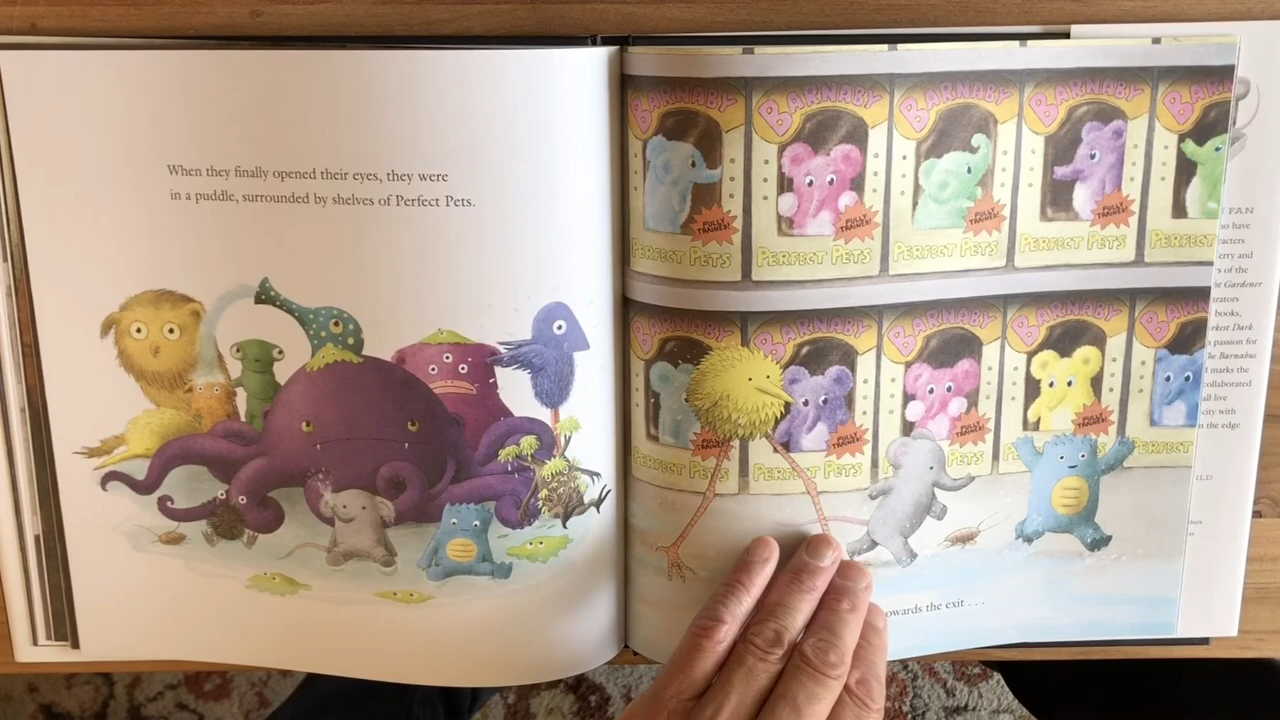 When they finally opened their eyes, they were
in a puddle, surrounded by shelves of Perfect Pets.
BARNABY
FULLY TRAINED!
PERFECT PETS
BARNABY
FULLY TRAINED!
PERFECT PETS
BARNABY
FULLY TRAINED!
PERFECT PETS
BARNABY
FULLY TRAINED!
PERFECT PETS
BARN
PERFECT
BARNABY
PERFECT PETS
BARNABY
FULLY TRAINED!
PETS
BARNABY
FULLY TRAINED!
PETS
BARNABY
FULLY TRAINED!
BARN
PERFECT
owards the exit . . .
FAN
have
erry and
s of the
Gardener
trators
books,
Dark
passion for
Barnabus
marks the
collaborated
all live
city with
the edge